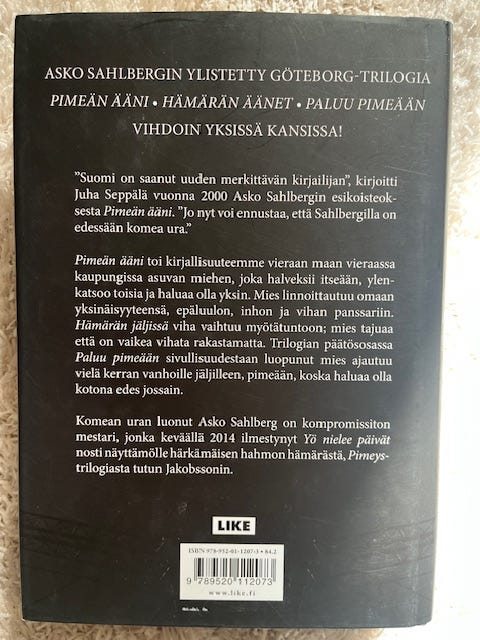 ASKO SAHLBERGIN YLISTETTY GÖTEBORG-TRILOGIA
PIMEÄN ÄÄNI • HÄMÄRÄN ÄÄNET • PALUU PIMEÄÄN
VIHDOIN YKSISSÄ KANSISSA!
”Suomi on saanut uuden merkittävän kirjailijan”, kirjoitti
Juha Seppälä vuonna 2000 Asko Sahlbergin esikoisteok-
sesta Pimeän ääni. ”Jo nyt voi ennustaa, että Sahlbergilla on
edessään komea ura.”
Pimeän ääni toi kirjallisuuteemme vieraan maan vieraassa
kaupungissa asuvan miehen, joka halveksii itseään, ylen-
katsoo toisia ja haluaa olla yksin. Mies linnoittautuu omaan
yksinäisyyteensä, epäluulon, inhon ja vihan panssariin.
Hämärän jäljissä viha vaihtuu myötätuntoon; mies tajuaa
että on vaikea vihata rakastamatta. Trilogian päätösosassa
Paluu pimeään sivullisuudestaan luopunut mies ajautuu
vielä kerran vanhoille jäljilleen, pimeään, koska haluaa olla
kotona edes jossain.
Komean uran luonut Asko Sahlberg on kompromissiton
mestari, jonka keväällä 2014 ilmestynyt Yö nielee päivät
nosti näyttämölle härkämäisen hahmon hämärästä, Pimeys-
trilogiasta tutun Jakobssonin.
LIKE
ISBN 978-952-01-1207-3 • 84.2
9 789520 112073
www.like.fi